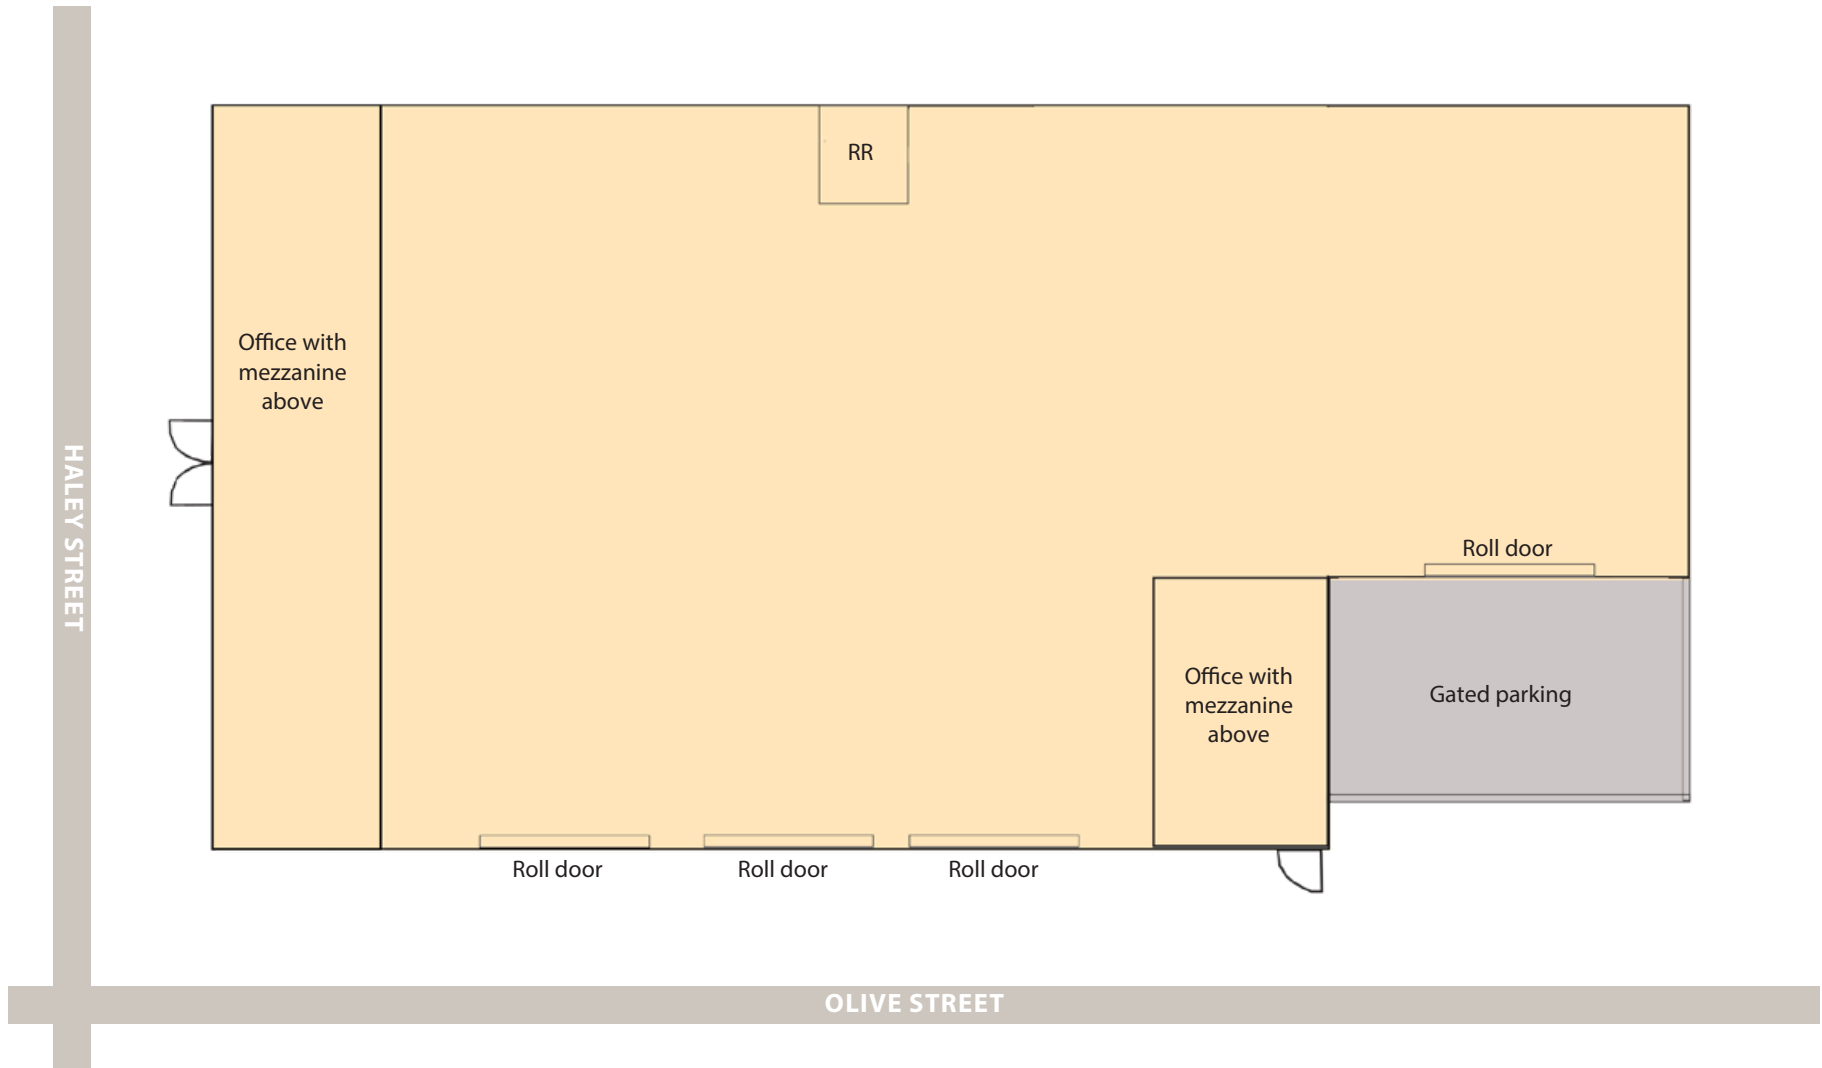 RR
Office with
mezzanine
above
HALEY STREET
Roll door
Office with
mezzanine
above
Gated parking
Roll door
Roll door
Roll door
OLIVE STREET